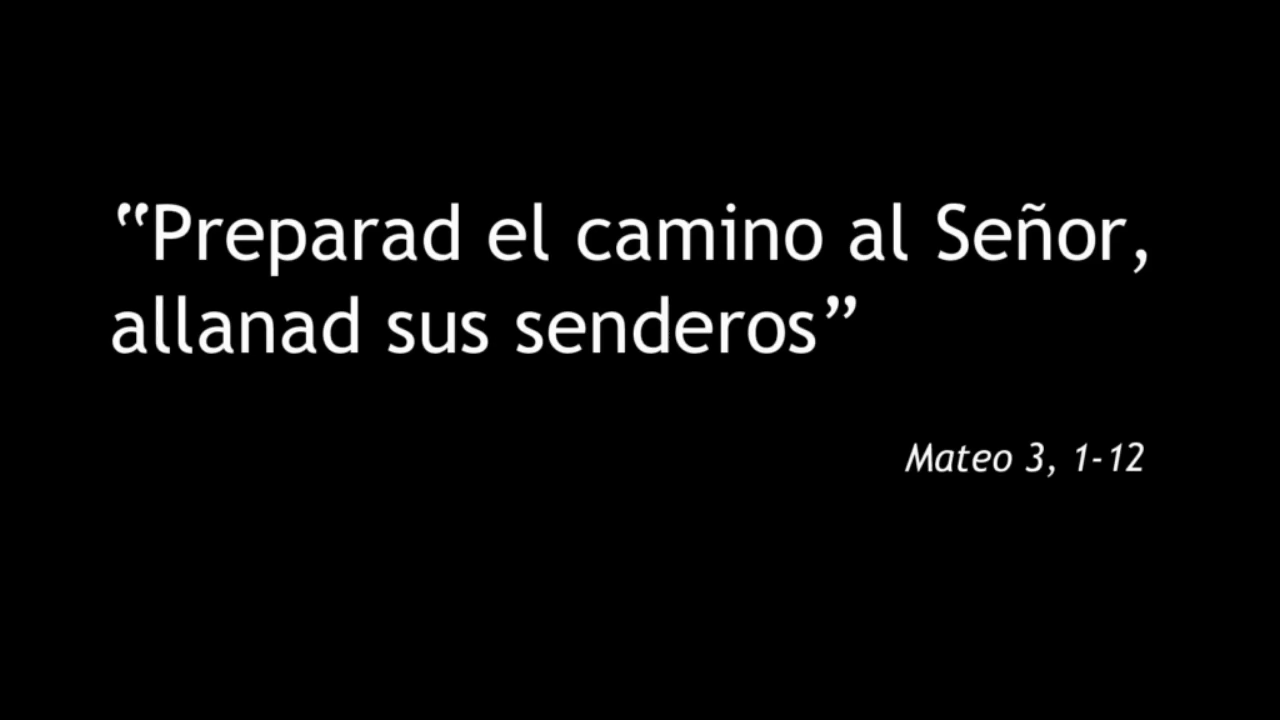 “Preparad el camino al Señor,
allanad sus senderos”
Mateo 3, 1-12